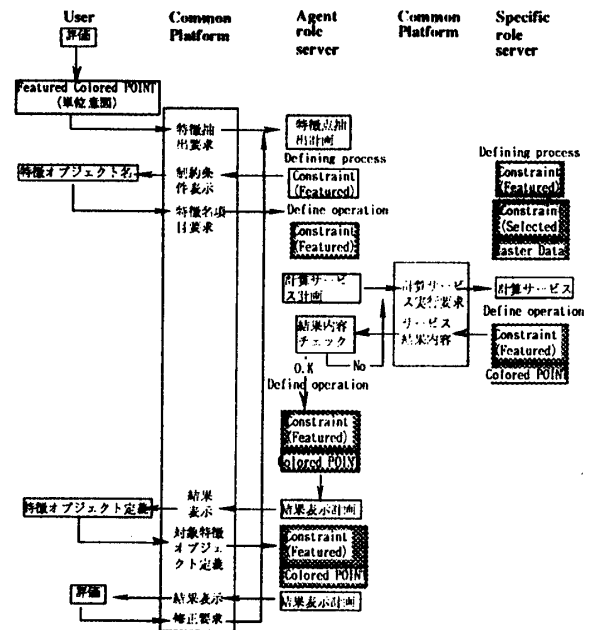 User
Common
Platform
Agent
role
server
Common
Platform
Specific
role
server
評価
Featured Colored POINT
(単位意図)
特徴抽
出要求
特徴点抽
出計画
Defining process
Constraint
(Featured)
制約条
件表示
特徴オブジェクト名
特徴名項
目要求
Define operation
Constraint
(Featured)
Defining process
Constraint
(Featured)
Constrain
(Selected
Raster Data
計算サービ
ス計画
計算サービ
ス実行要求
計算サービス
Define operation
Constraint
(Featured)
Colored POINT
サービス
結果内容
結果内容
チェック
No
O.K
Define operation
Constraint
(Featured)
Colored POINT
結果表示計画
結果
表示
特徴オブジェクト定義
対象特徴
オブジェ
クト定義
Constraint
(Featured)
Colored POINT
結果表示計画
結果表示
評価
修正要求